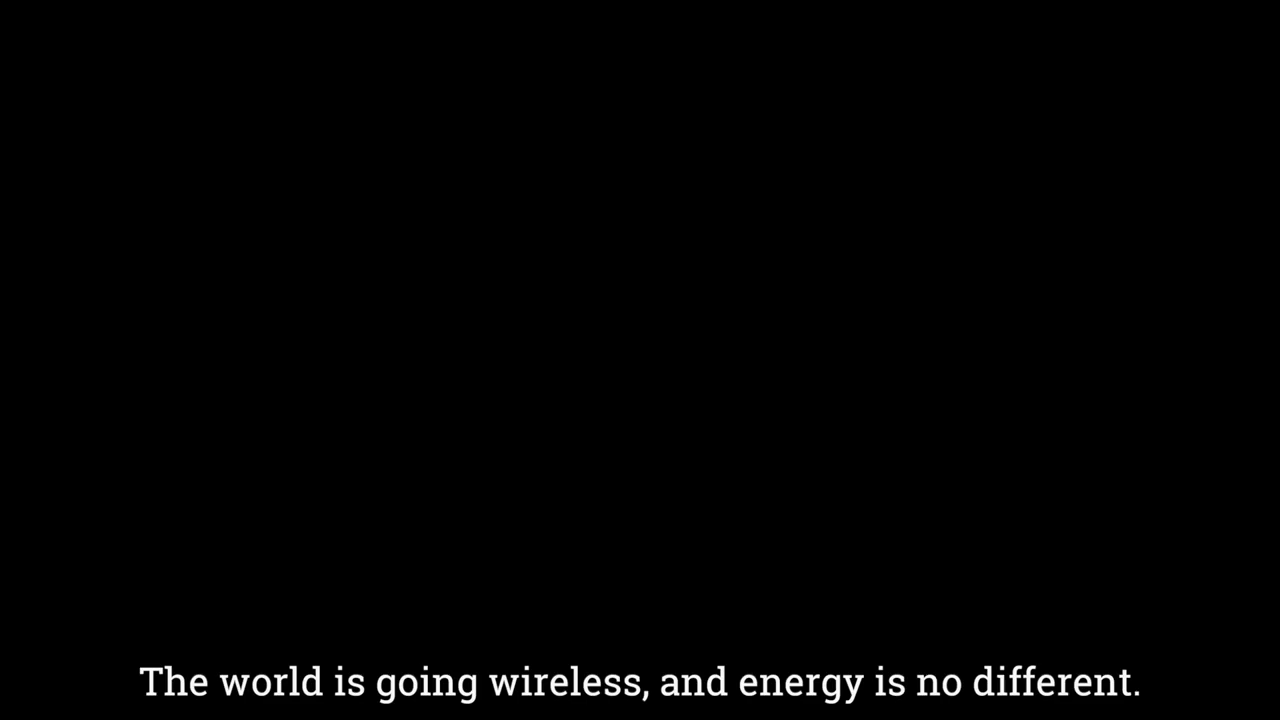 The world is going wireless, and energy is no different.